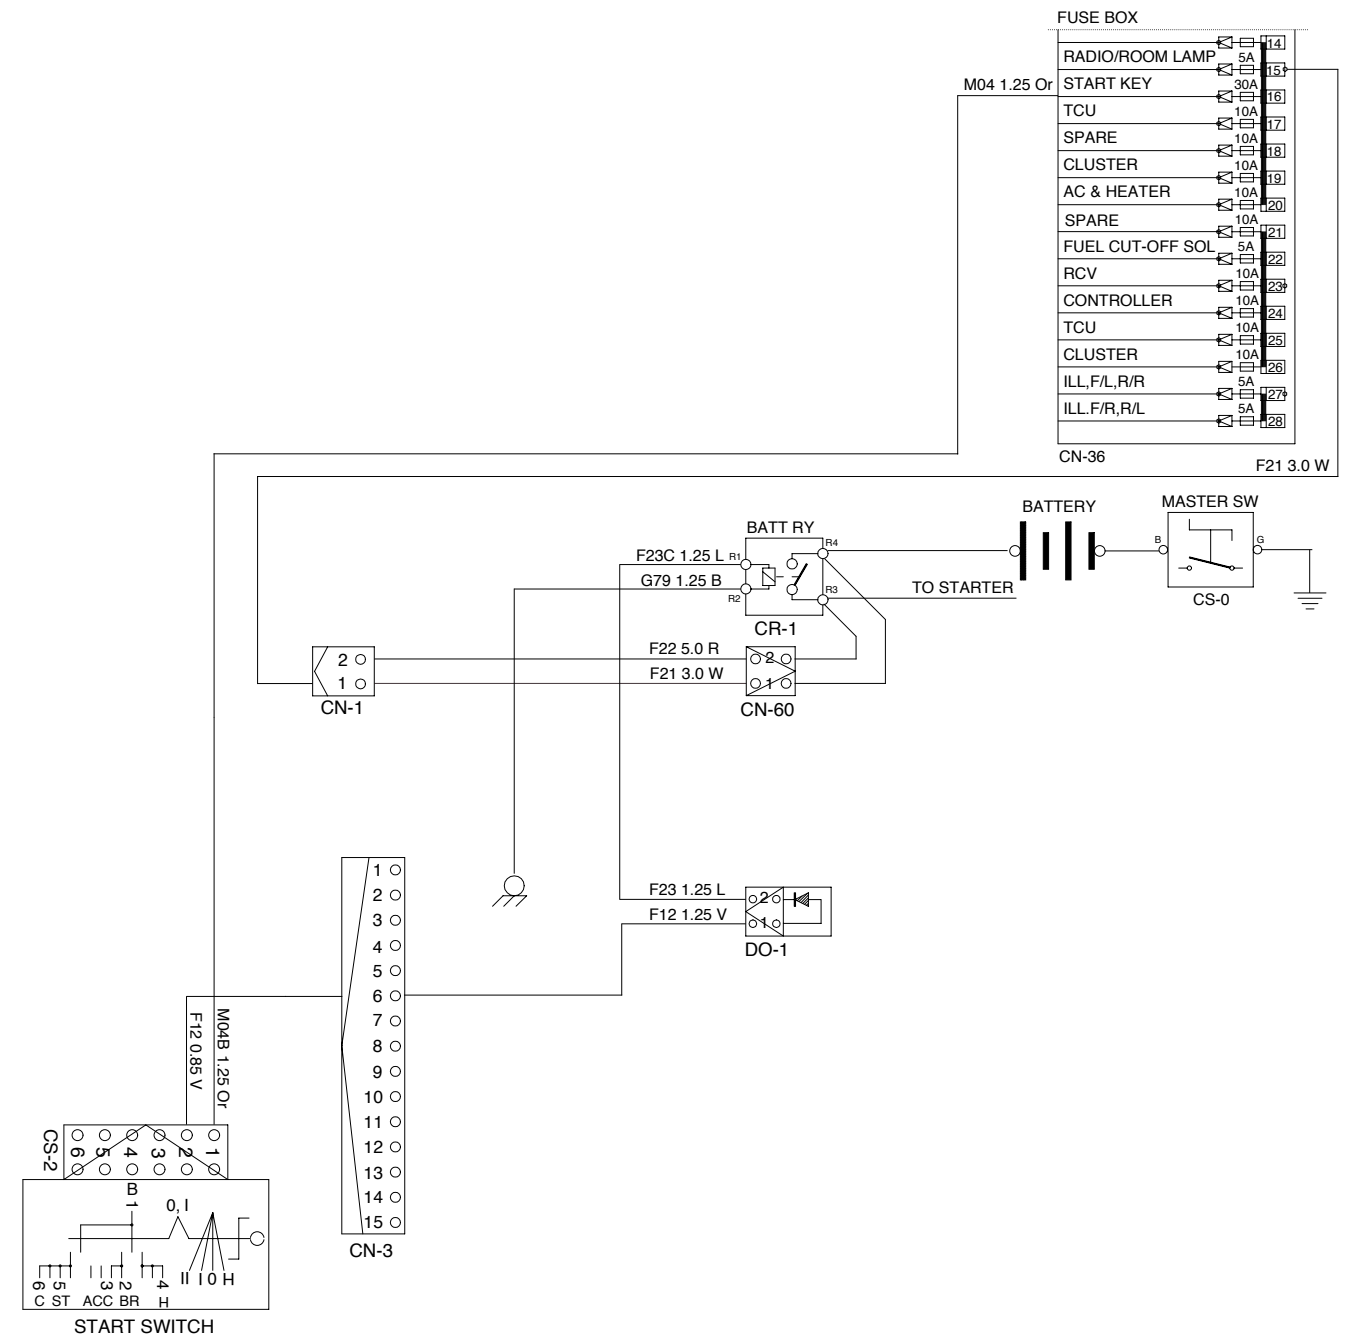 FUSE BOX
14
RADIO/ROOM LAMP 5A
15
M04 1.25 Or START KEY 30A
16
TCU 10A
17
SPARE 10A
18
CLUSTER 10A
19
AC & HEATER 10A
20
SPARE 10A
21
FUEL CUT-OFF SOL 5A
22
RCV 10A
23
CONTROLLER 10A
24
TCU 10A
25
CLUSTER 10A
26
ILL,F/L,R/R 5A
27
ILL.F/R,R/L 5A
28
CN-36
F21 3.0 W
BATTERY
MASTER SW
B
G
CS-0
BATT RY
R4
F23C 1.25 L R1
G79 1.25 B
R2
R3
TO STARTER
CR-1
F22 5.0 R
F21 3.0 W
2
1
CN-1
2
1
CN-60
F23 1.25 L
F12 1.25 V
2
1
DO-1
1
2
3
4
5
6
7
8
9
10
11
12
13
14
15
CN-3
F12 0.85 V
M04B 1.25 Or
CS-2
6 5 4 3 2 1
B
1
0, I
II I 0 H
6 5 3 2 4
C ST ACC BR H
START SWITCH